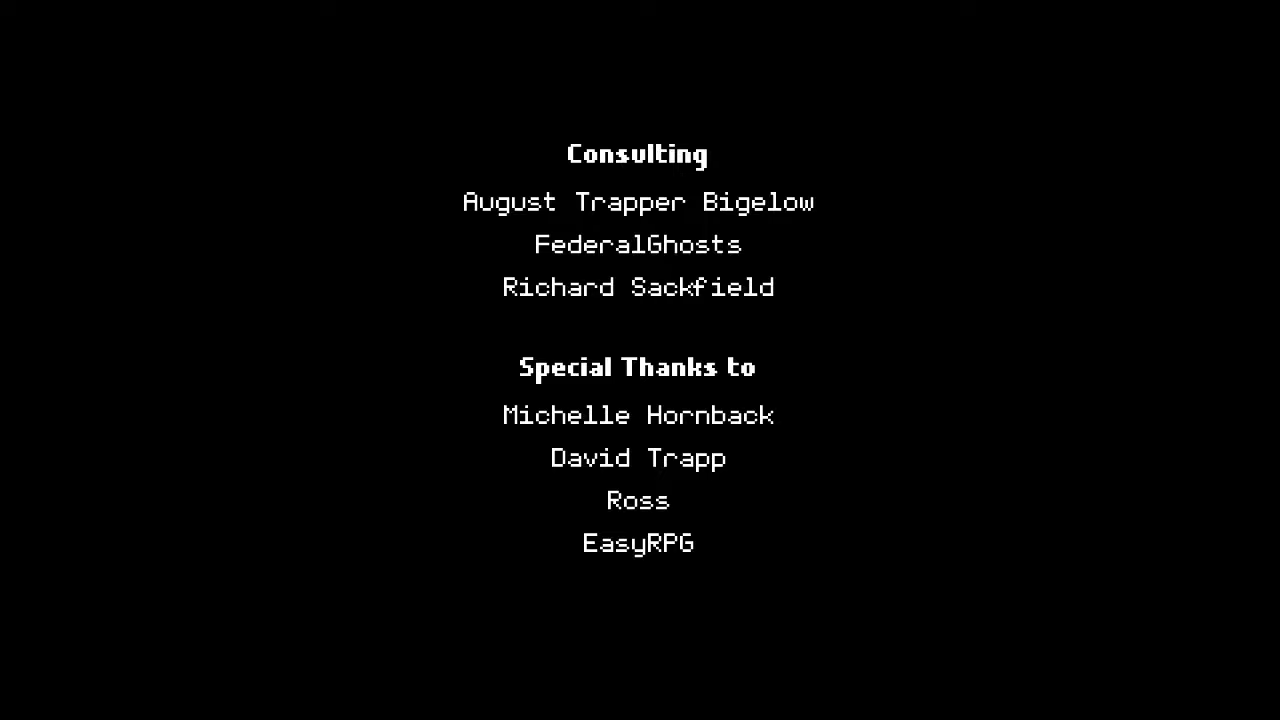 Consulting
August Trapper Bigelow
FederalGhosts
Richard Sackfield
Special Thanks to
Michelle Hornback
David Trapp
Ross
EasyRPG